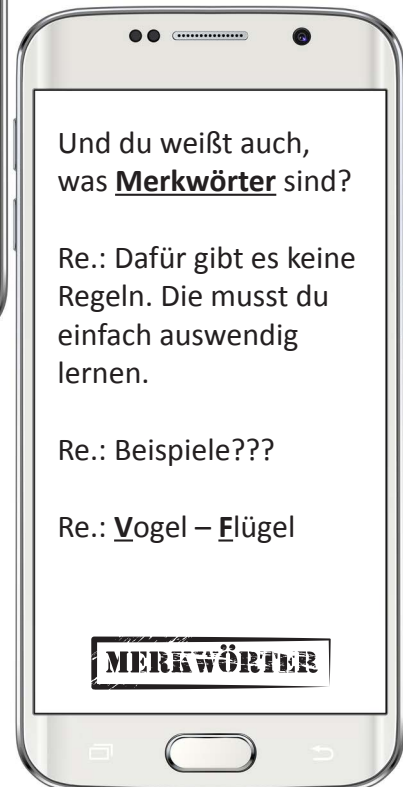 Und du weißt auch,
was Merkwörter sind?
Re.: Dafür gibt es keine
Regeln. Die musst du
einfach auswendig
lernen.
Re.: Beispiele???
Re.: Vogel – Flügel
MERKWÖRTER